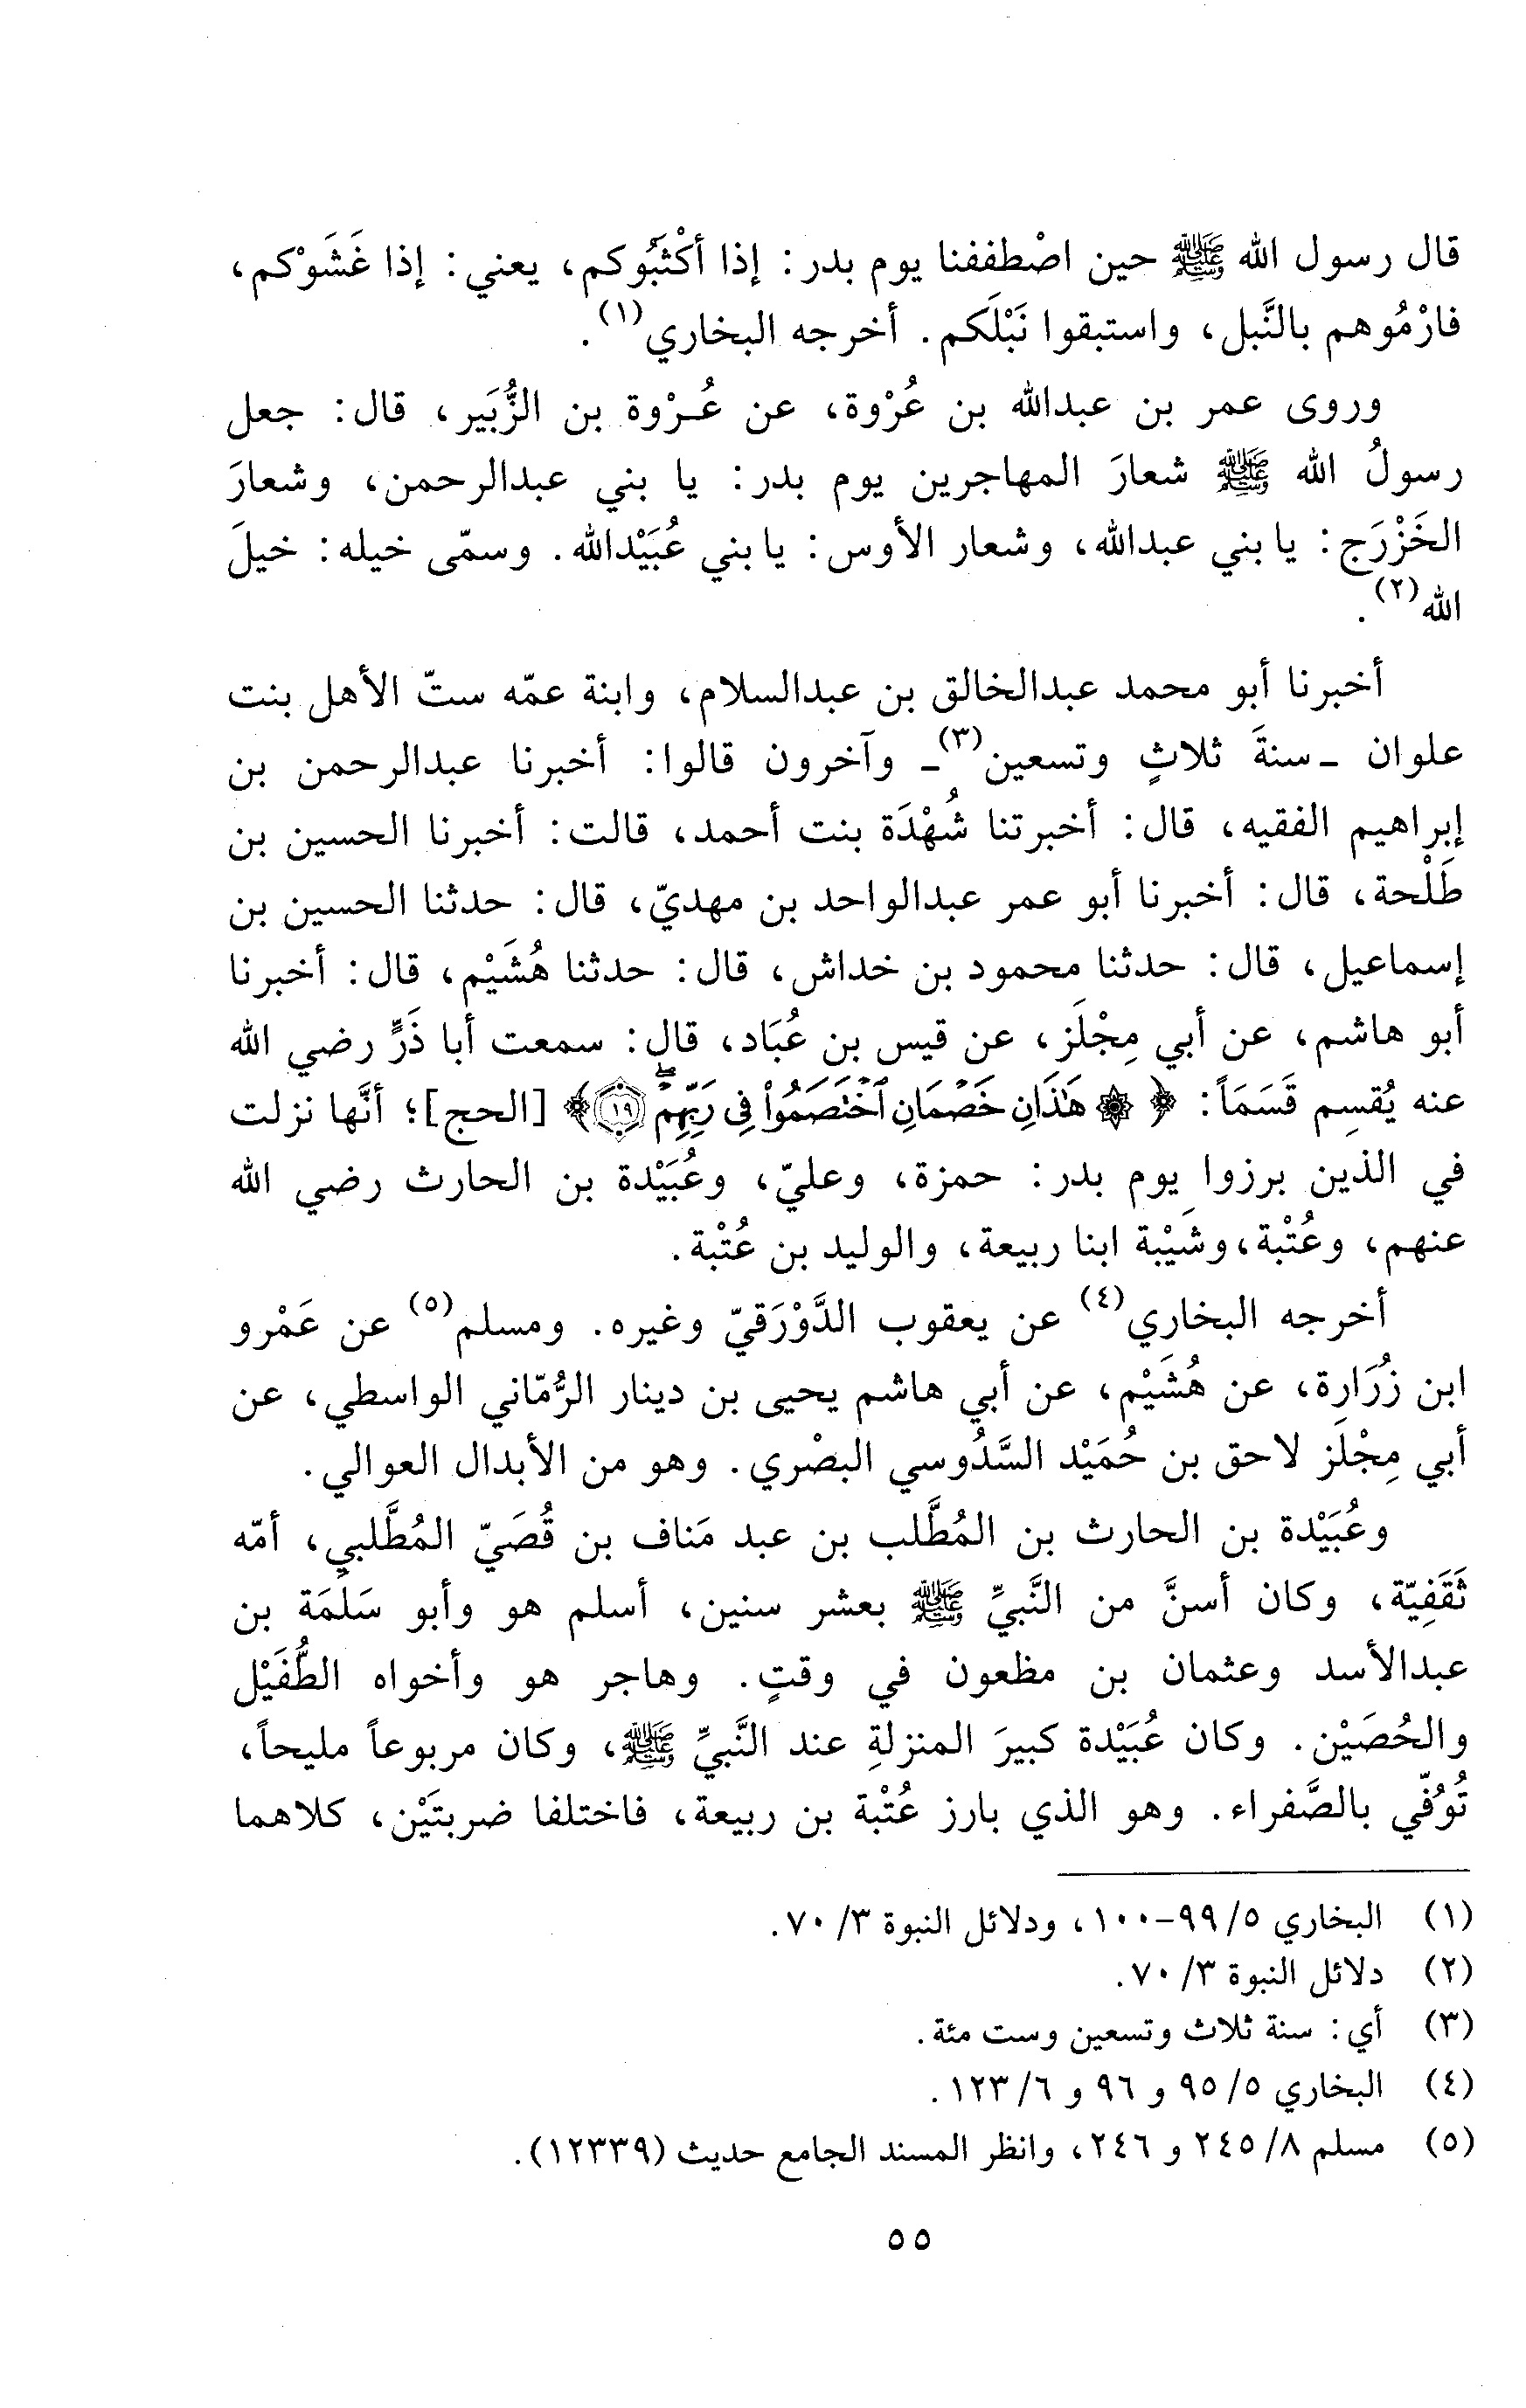 قال رسول الله ﷺ حين اصْطففنا يوم بدر: إذا أكْثَبُوكم، يعني: إذا غَشَوْكم،
فارْمُوهم بالنَّبل، واستبقوا نَبْلَكم. أخرجه البخاري(١).
وروى عمر بن عبدالله بن عُرْوة، عن عُـرْوة بن الزُّبَير، قال: جعل
رسولُ الله ﷺ شعارَ المهاجرين يوم بدر: يا بني عبدالرحمن، وشعارَ
الخَزْرَج: يا بني عبدالله، وشعار الأوس: يا بني عُبَيْدالله. وسمّى خيله: خيلَ
الله(٢).
أخبرنا أبو محمد عبدالخالق بن عبدالسلام، وابنة عمّه ستّ الأهل بنت
علوان - سنةَ ثلاثٍ وتسعين(٣) - وآخرون قالوا: أخبرنا عبدالرحمن بن
إبراهيم الفقيه، قال: أخبرتنا شُهْدَة بنت أحمد، قالت: أخبرنا الحسين بن
طَلْحة، قال: أخبرنا أبو عمر عبدالواحد بن مهديّ، قال: حدثنا الحسين بن
إسماعيل، قال: حدثنا محمود بن خداش، قال: حدثنا هُشَيْم، قال: أخبرنا
أبو هاشم، عن أبي مِجْلَز، عن قيس بن عُبَاد، قال: سمعت أبا ذَرٍّ رضي الله
عنه يُقسِم قَسَمَاً: ﴿ ۞ هَٰذَانِ خَصْمَانِ ٱخْتَصَمُوا۟ فِى رَبِّهِمْ ۖ ١٩﴾ [الحج]؛ أنَّها نزلت
في الذين برزوا يوم بدر: حمزة، وعليّ، وعُبَيْدة بن الحارث رضي الله
عنهم، وعُتْبة، وشَيْبة ابنا ربيعة، والوليد بن عُتْبة.
أخرجه البخاري(٤) عن يعقوب الدَّوْرَقيّ وغيره. ومسلم(٥) عن عَمْرو
ابن زُرَارة، عن هُشَيْم، عن أبي هاشم يحيى بن دينار الرُّمّاني الواسطي، عن
أبي مِجْلَز لاحق بن حُمَيْد السَّدُوسي البصْري. وهو من الأبدال العوالي.
وعُبَيْدة بن الحارث بن المُطَّلب بن عبد مَناف بن قُصَيّ المُطَّلبي، أمّه
ثَقَفِيّة، وكان أسنَّ من النَّبيِّ ﷺ بعشر سنين، أسلم هو وأبو سَلَمَة بن
عبدالأسد وعثمان بن مظعون في وقتٍ. وهاجر هو وأخواه الطُّفَيْل
والحُصَيْن. وكان عُبَيْدة كبيرَ المنزلةِ عند النَّبيِّ ﷺ، وكان مربوعاً مليحاً،
تُوُفّي بالصَّفراء. وهو الذي بارز عُتْبة بن ربيعة، فاختلفا ضربتَيْن، كلاهما
(١) البخاري ٥/ ٩٩-١٠٠، ودلائل النبوة ٣/ ٧٠.
(٢) دلائل النبوة ٣/ ٧٠.
(٣) أي: سنة ثلاث وتسعين وست مئة.
(٤) البخاري ٥/ ٩٥ و ٩٦ و ٦/ ١٢٣.
(٥) مسلم ٨/ ٢٤٥ و ٢٤٦، وانظر المسند الجامع حديث (١٢٣٣٩).
٥٥